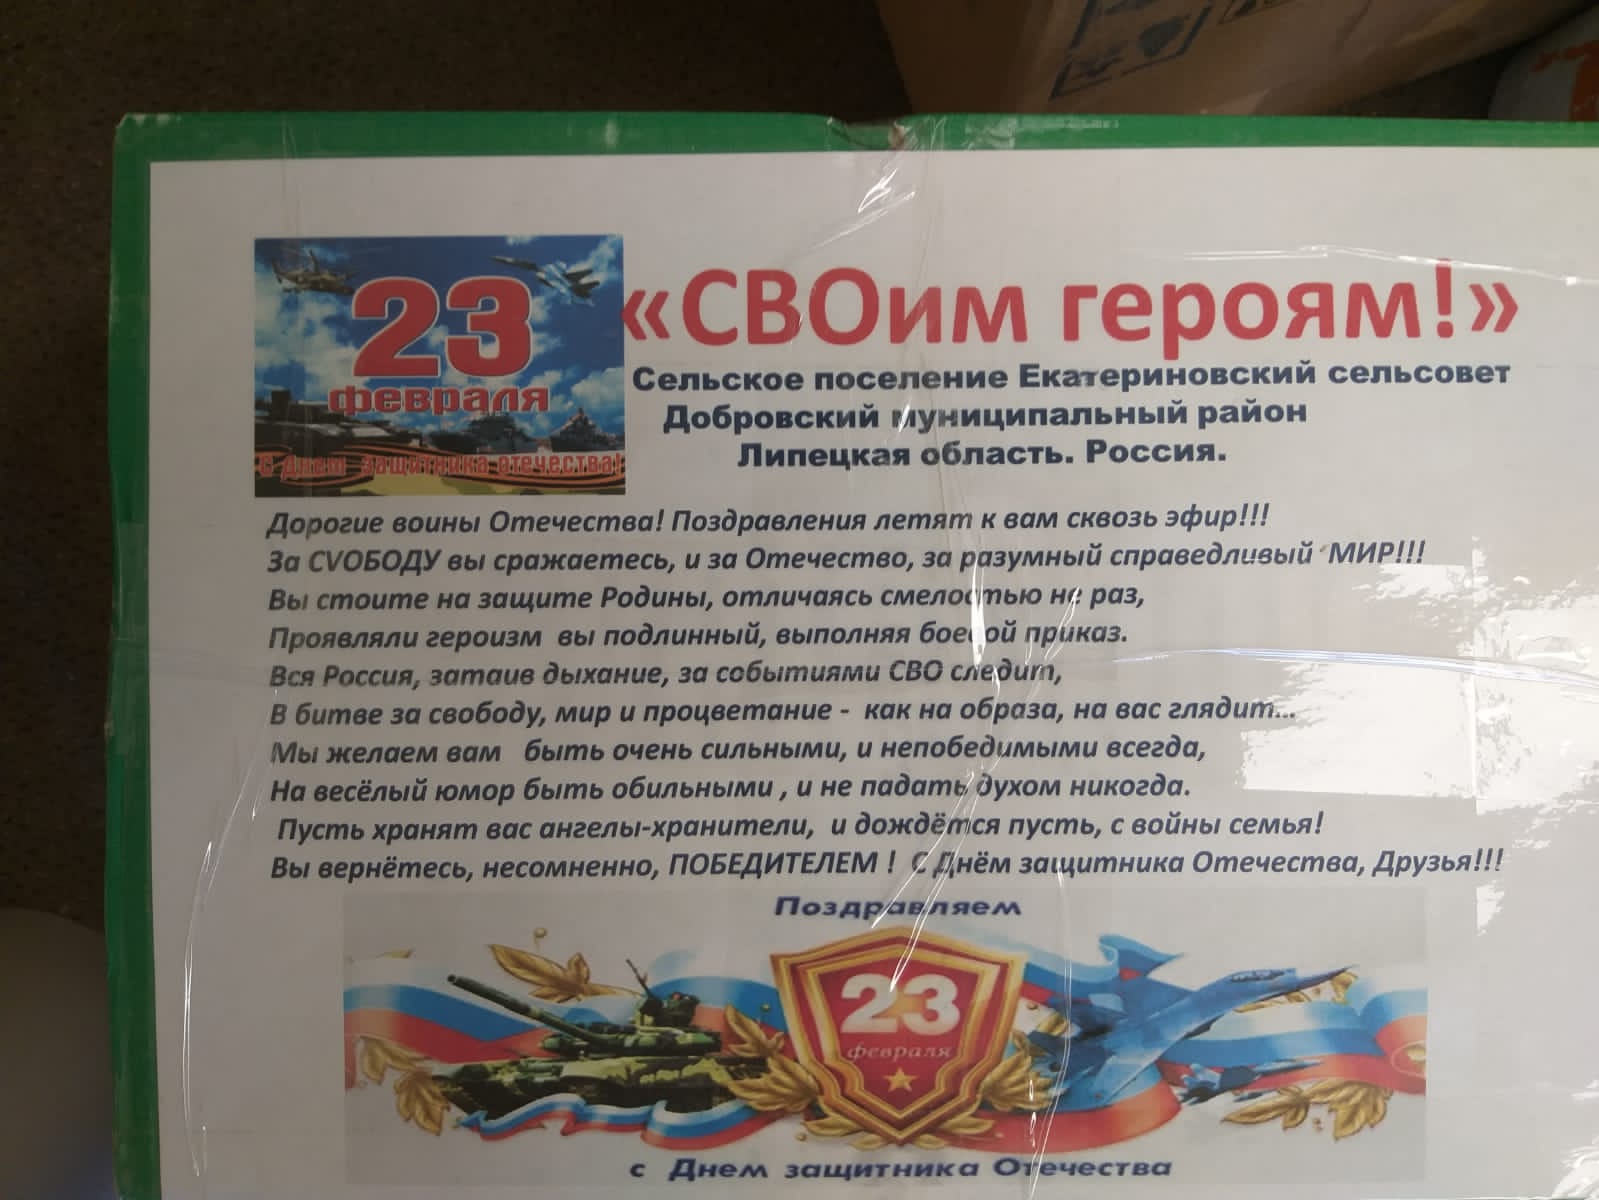 23
февраля
С Днем защитника отечества!
«СВОим героям!»
Сельское поселение Екатериновский сельсовет
Добровский муниципальный район
Липецкая область. Россия.
Дорогие воины Отечества! Поздравления летят к вам сквозь эфир!!!
За СVОБОДУ вы сражаетесь, и за Отечество, за разумный справедливый МИР!!!
Вы стоите на защите Родины, отличаясь смелостью не раз,
Проявляли героизм вы подлинный, выполняя боевой приказ.
Вся Россия, затаив дыхание, за событиями СВО следит,
В битве за свободу, мир и процветание - как на образа, на вас глядит...
Мы желаем вам быть очень сильными, и непобедимыми всегда,
На весёлый юмор быть обильными , и не падать духом никогда.
Пусть хранят вас ангелы-хранители, и дождётся пусть, с войны семья!
Вы вернётесь, несомненно, ПОБЕДИТЕЛЕМ ! С Днём защитника Отечества, Друзья!!!
Поздравляем
23
февраля
с Днем защитника Отечества